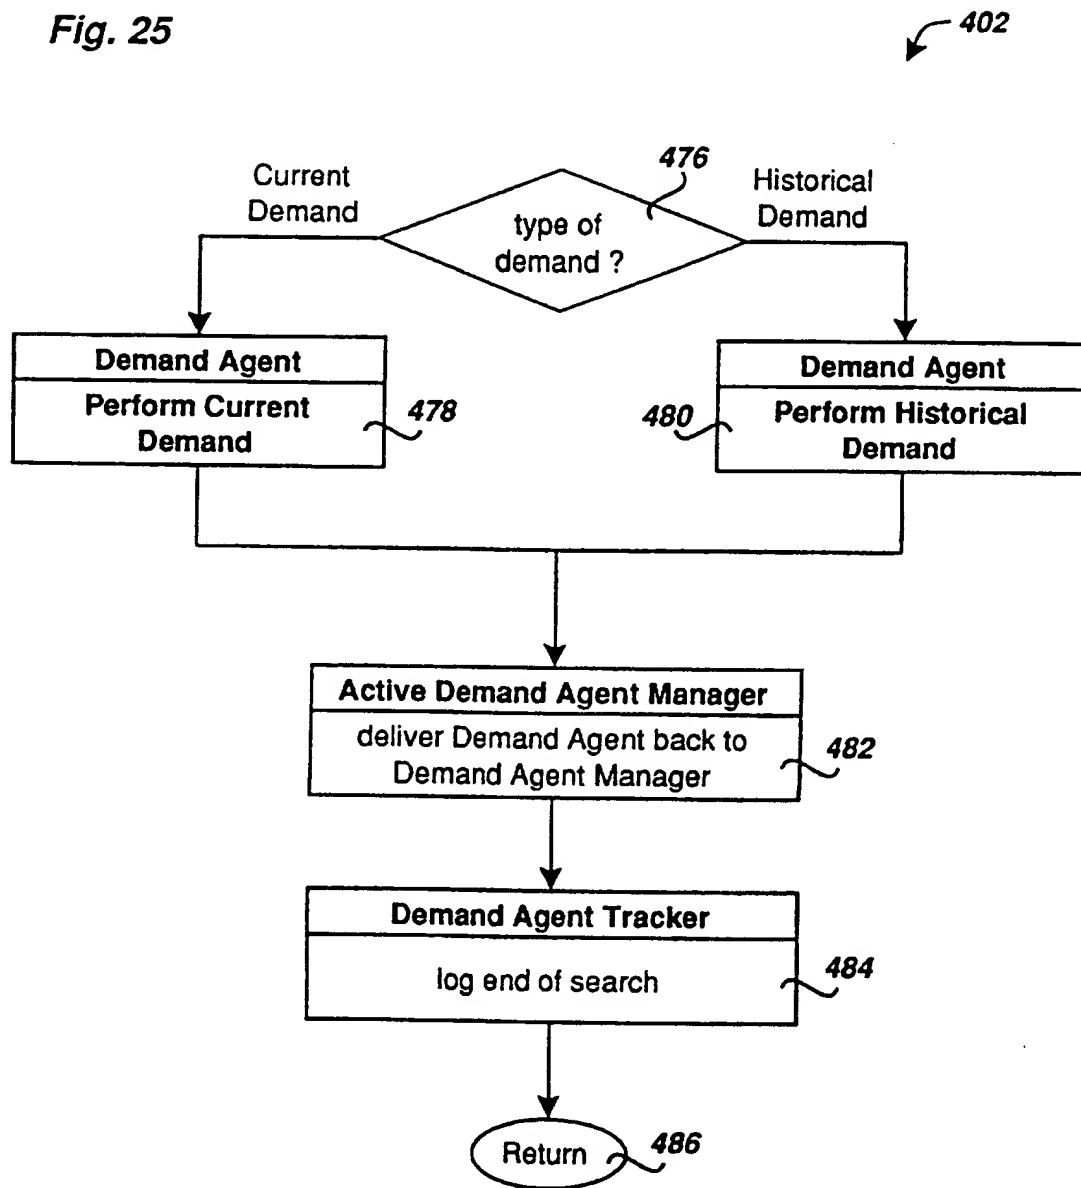 Fig. 25
402
476
Current
Demand
Historical
Demand
type of
demand ?
Demand Agent
Perform Current
Demand
478
Demand Agent
Perform Historical
Demand
480
Active Demand Agent Manager
deliver Demand Agent back to
Demand Agent Manager
482
Demand Agent Tracker
log end of search
484
Return
486